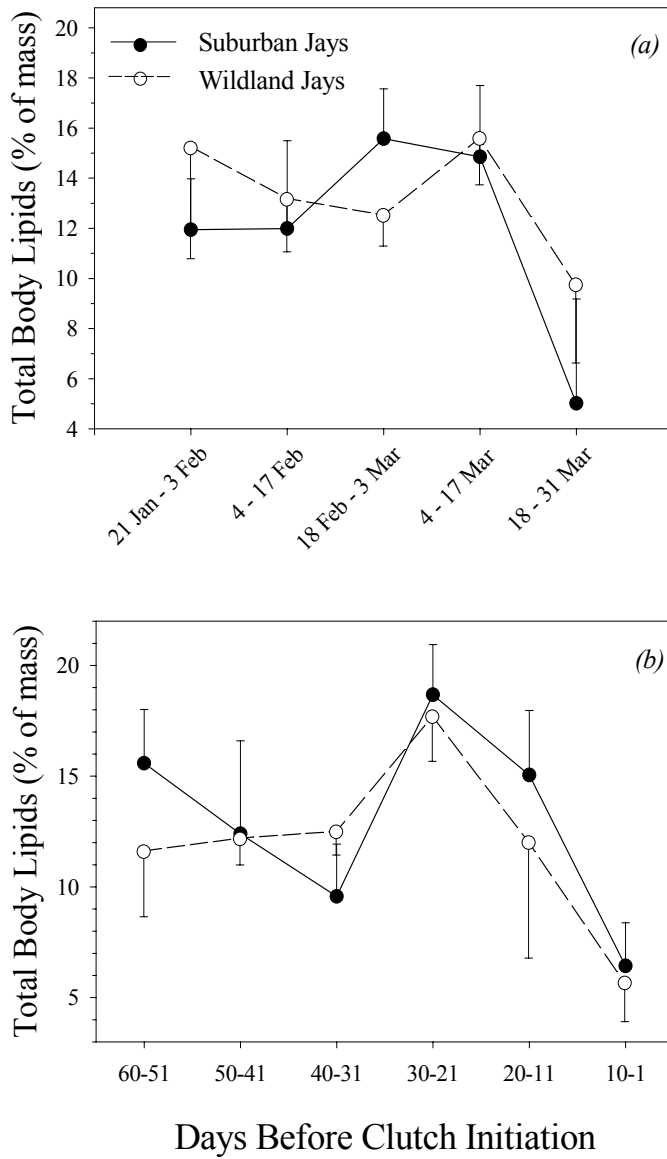 20
18
16
14
12
10
8
6
4
Total Body Lipids (% of mass)
Suburban Jays
Wildland Jays
(a)
21 Jan - 3 Feb
4 - 17 Feb
18 Feb - 3 Mar
4 - 17 Mar
18 - 31 Mar
20
15
10
5
Total Body Lipids (% of mass)
(b)
60-51 50-41 40-31 30-21 20-11 10-1
Days Before Clutch Initiation